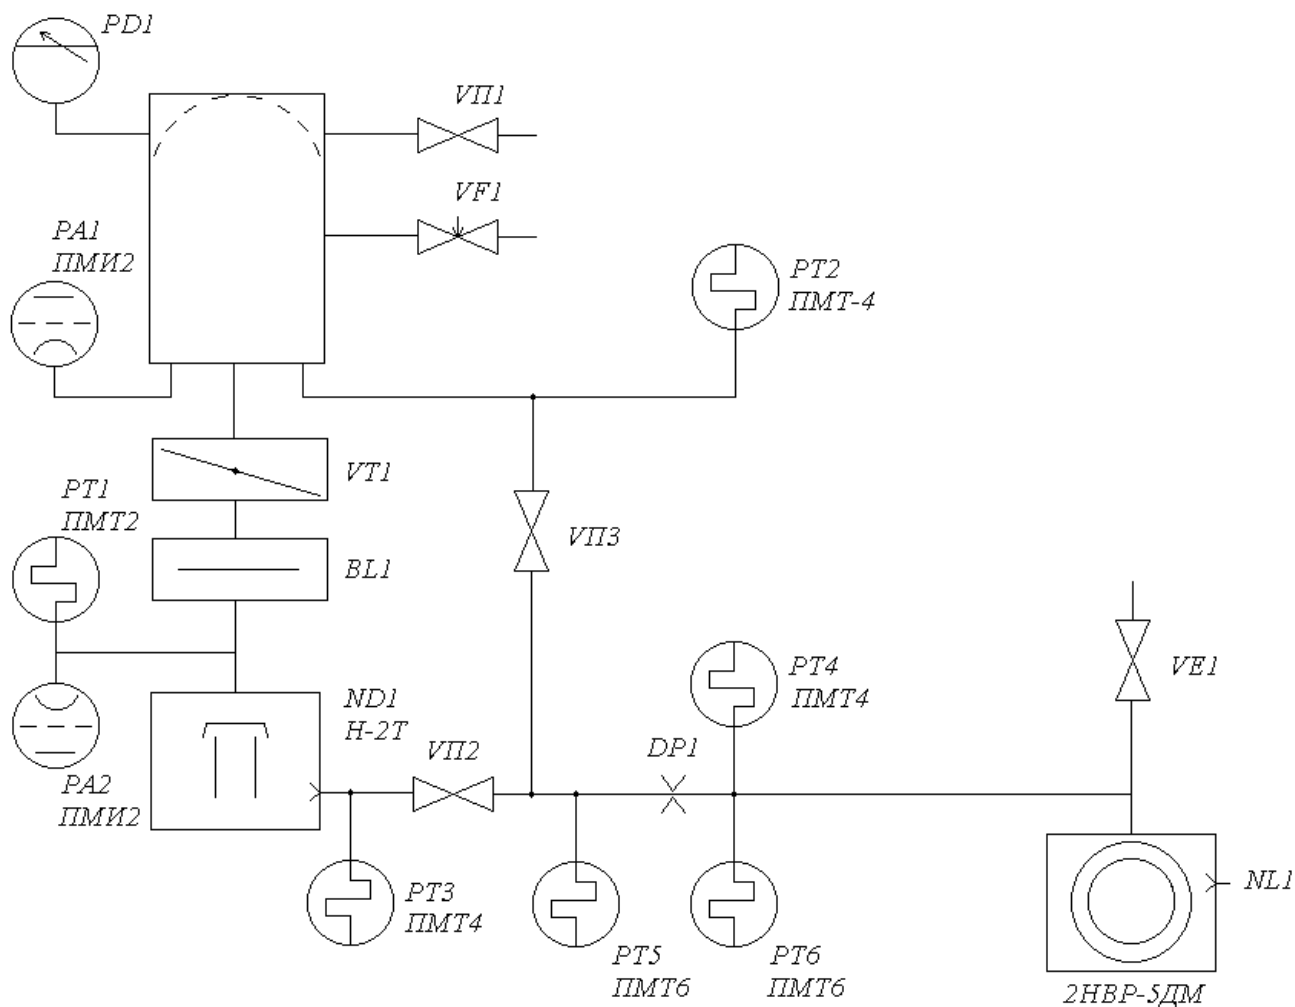 PD1
VП1
VF1
PA1
ПМИ2
PT2
ПМТ-4
VT1
PT1
ПМТ2
VП3
BL1
PT4
ПМТ4
VE1
ND1
Н-2Т
VП2
DP1
PA2
ПМИ2
PT3
ПМТ4
NL1
PT5
ПМТ6
PT6
ПМТ6
2НВР-5ДМ